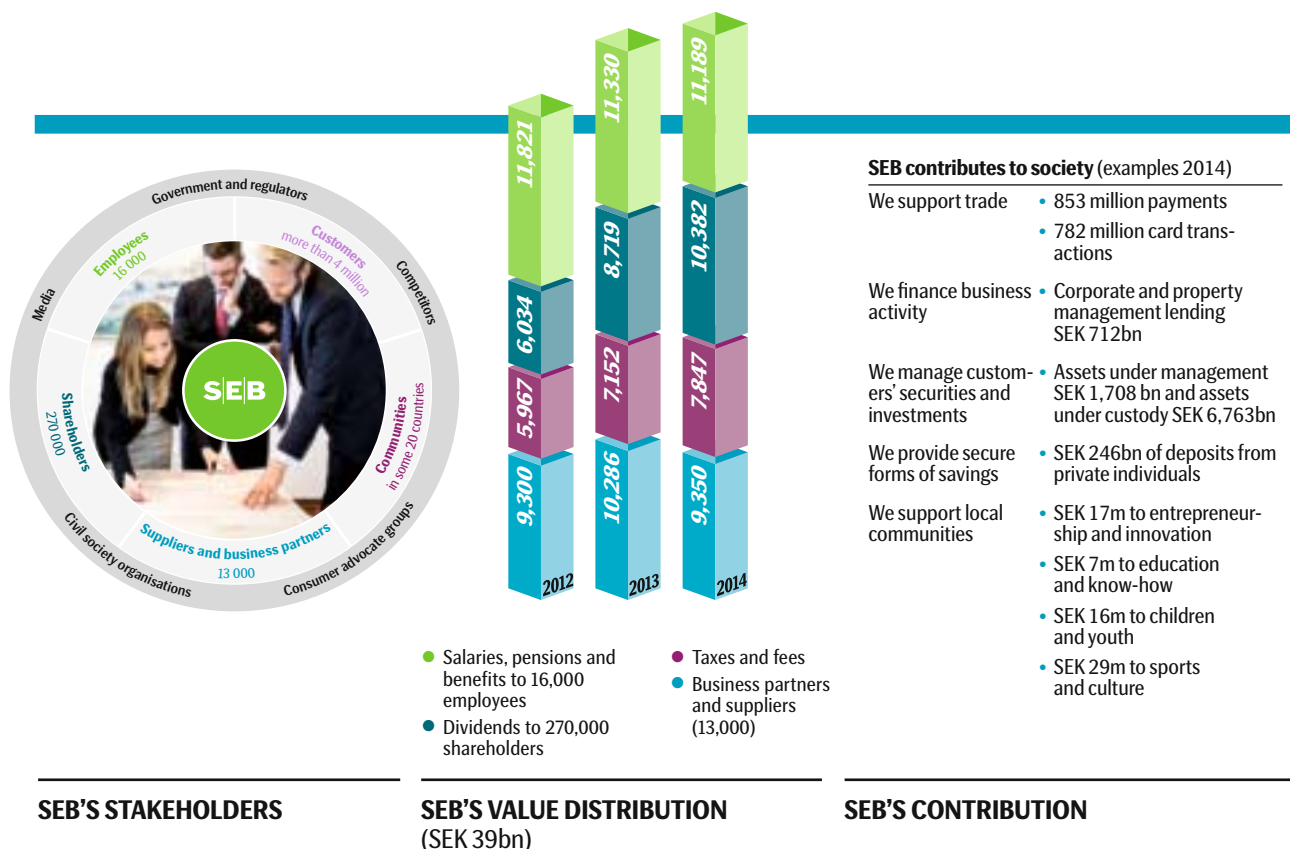 Government and regulators
Competitors
Consumer advocate groups
Civil society organisations
Media
Employees
16 000
Customers
more than 4 million
Communities
in some 20 countries
Suppliers and business partners
13 000
Shareholders
270 000
S|E|B
11,821
6,034
5,967
9,300
2012
11,330
8,719
7,152
10,286
2013
11,189
10,382
7,847
9,350
2014
• Salaries, pensions and
benefits to 16,000
employees
• Dividends to 270,000
shareholders
• Taxes and fees
• Business partners
and suppliers
(13,000)
SEB contributes to society (examples 2014)
We support trade
• 853 million payments
• 782 million card trans-
actions
We finance business
activity
• Corporate and property
management lending
SEK 712bn
We manage custom-
ers' securities and
investments
• Assets under management
SEK 1,708 bn and assets
under custody SEK 6,763bn
We provide secure
forms of savings
• SEK 246bn of deposits from
private individuals
We support local
communities
• SEK 17m to entrepreneur-
ship and innovation
• SEK 7m to education
and know-how
• SEK 16m to children
and youth
• SEK 29m to sports
and culture
SEB'S STAKEHOLDERS
SEB'S VALUE DISTRIBUTION
(SEK 39bn)
SEB'S CONTRIBUTION